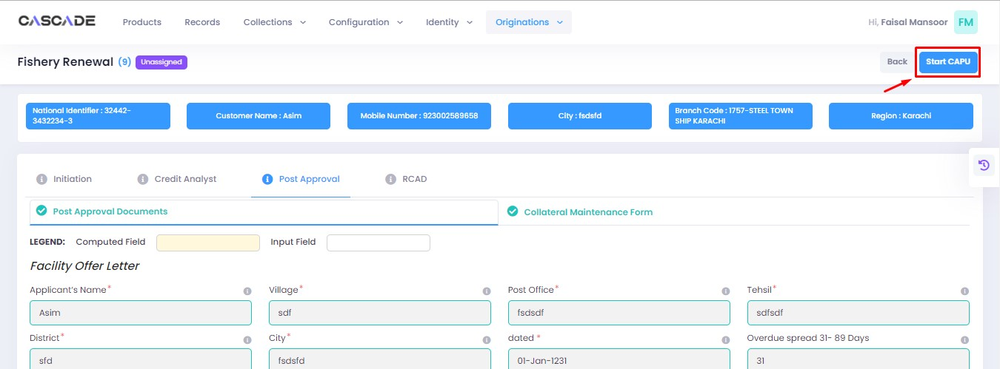 CASCADE Products Records Collections Configuration Identity Originations Hi, Faisal Mansoor FM
Fishery Renewal (9) Unassigned Back Start CAPU
National Identifier : 32442-
3432234-3
Customer Name : Asim
Mobile Number : 923002589658
City : fsdsfd
Branch Code : 1757-STEEL TOWN
SHIP KARACHI
Region : Karachi
Initiation Credit Analyst Post Approval RCAD
Post Approval Documents Collateral Maintenance Form
LEGEND: Computed Field Input Field
Facility Offer Letter
Applicant's Name* Village* Post Office* Tehsil*
Asim sdf fsdsdf sdfsdf
District* City* dated * Overdue spread 31- 89 Days
sfd fsdsfd 01-Jan-1231 31